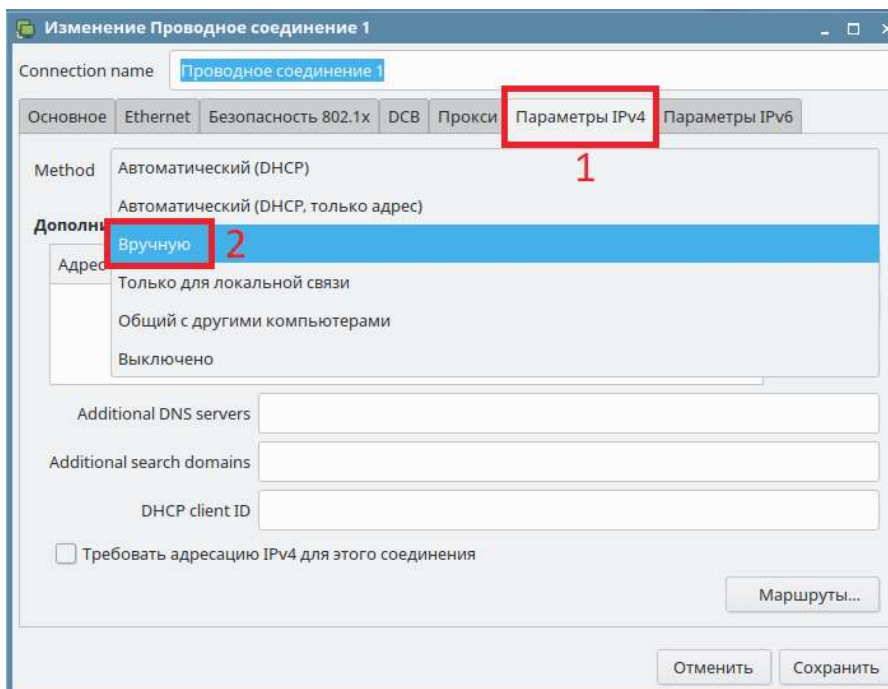 Изменение Проводное соединение 1
Connection name Проводное соединение 1
Основное Ethernet Безопасность 802.1x DCB Прокси Параметры IPv4 Параметры IPv6
1
Method Автоматический (DHCP)
Автоматический (DHCP, только адрес)
Дополни
Вручную 2
Адрес
Только для локальной связи
Общий с другими компьютерами
Выключено
Additional DNS servers
Additional search domains
DHCP client ID
Требовать адресацию IPv4 для этого соединения
Маршруты...
Отменить Сохранить